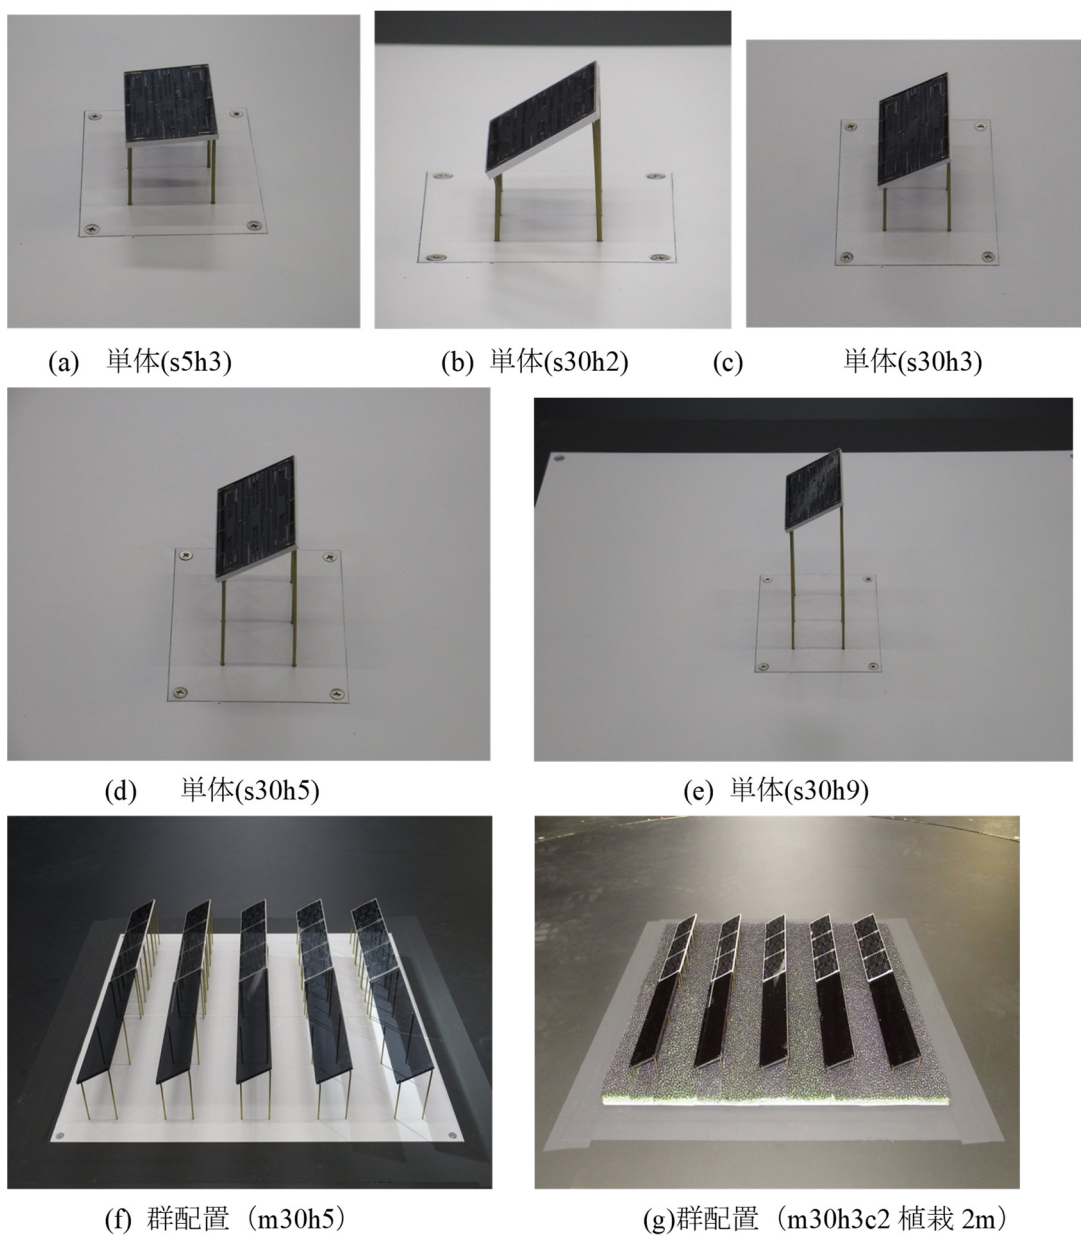 (a) 単体(s5h3)
(b) 単体(s30h2)
(c) 単体(s30h3)
(d) 単体(s30h5)
(e) 単体(s30h9)
(f) 群配置（m30h5）
(g)群配置（m30h3c2 植栽 2m）